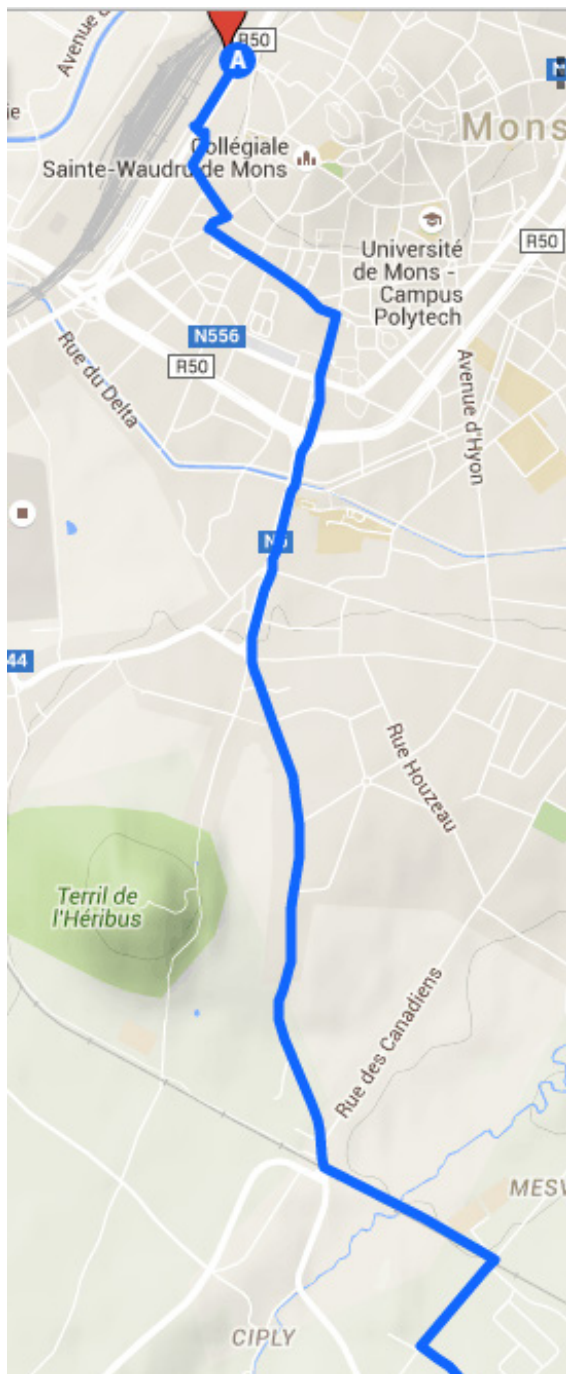 Avenue d
R50
A
Mons
Collégiale
Sainte-Waudru de Mons
Université
de Mons -
Campus
Polytech
R50
N556
R50
Rue du Delta
Avenue d'Hyon
44
Rue Houzeau
Terril de
l'Héribus
Rue des Canadiens
MESV
CIPLY